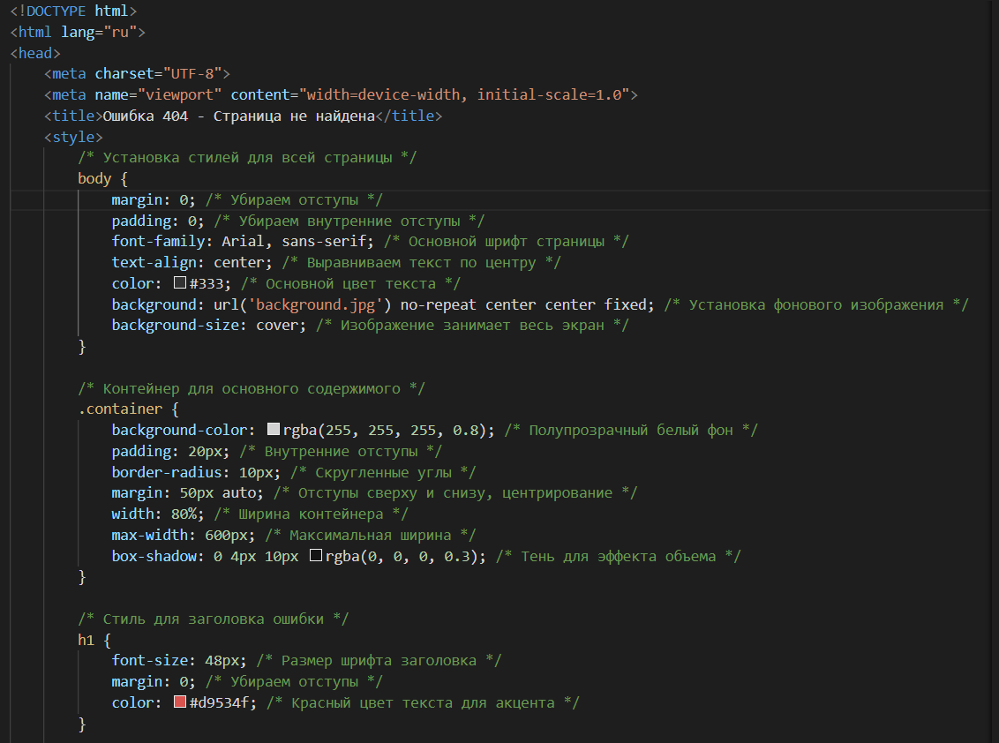 <!DOCTYPE html>
<html lang="ru">
<head>
    <meta charset="UTF-8">
    <meta name="viewport" content="width=device-width, initial-scale=1.0">
    <title>Ошибка 404 - Страница не найдена</title>
    <style>
        /* Установка стилей для всей страницы */
        body {
            margin: 0; /* Убираем отступы */
            padding: 0; /* Убираем внутренние отступы */
            font-family: Arial, sans-serif; /* Основной шрифт страницы */
            text-align: center; /* Выравниваем текст по центру */
            color: #333; /* Основной цвет текста */
            background: url('background.jpg') no-repeat center center fixed; /* Установка фонового изображения */
            background-size: cover; /* Изображение занимает весь экран */
        }

        /* Контейнер для основного содержимого */
        .container {
            background-color: rgba(255, 255, 255, 0.8); /* Полупрозрачный белый фон */
            padding: 20px; /* Внутренние отступы */
            border-radius: 10px; /* Скругленные углы */
            margin: 50px auto; /* Отступы сверху и снизу, центрирование */
            width: 80%; /* Ширина контейнера */
            max-width: 600px; /* Максимальная ширина */
            box-shadow: 0 4px 10px rgba(0, 0, 0, 0.3); /* Тень для эффекта объема */
        }

        /* Стиль для заголовка ошибки */
        h1 {
            font-size: 48px; /* Размер шрифта заголовка */
            margin: 0; /* Убираем отступы */
            color: #d9534f; /* Красный цвет текста для акцента */
        }